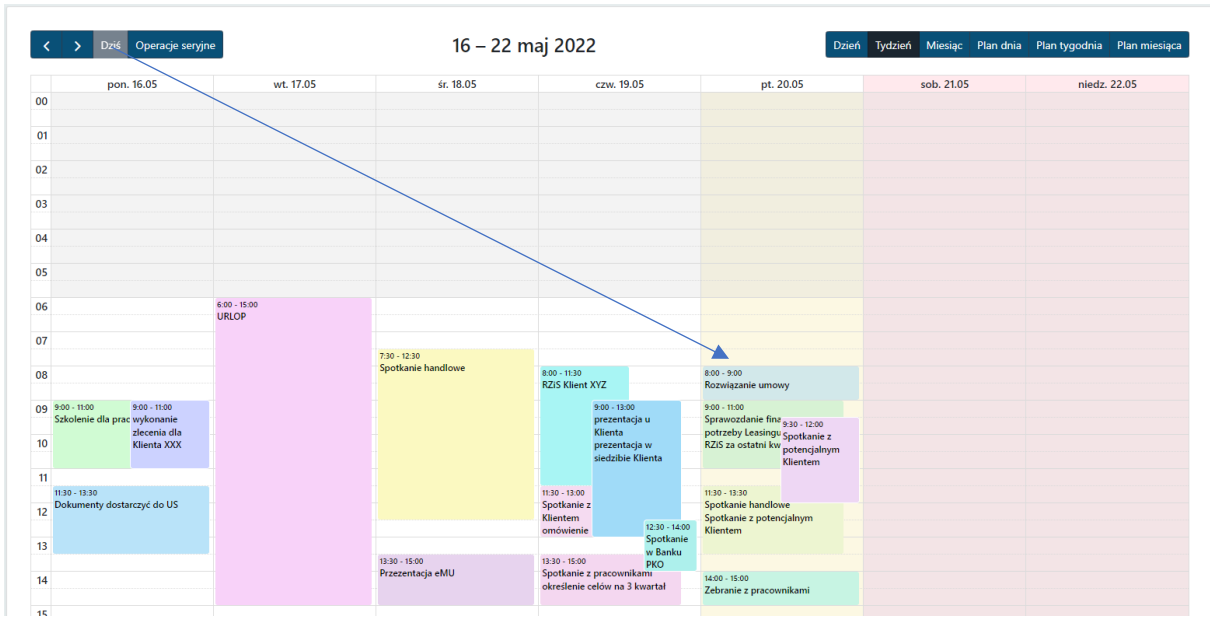 Dziś Operacje seryjne
16 – 22 maj 2022
Dzień Tydzień Miesiąc Plan dnia Plan tygodnia Plan miesiąca
pon. 16.05 wt. 17.05 śr. 18.05 czw. 19.05 pt. 20.05 sob. 21.05 niedz. 22.05
00
01
02
03
04
05
06
07
08
09
10
11
12
13
14
15
9:00 - 11:00
Szkolenie dla prac
9:00 - 11:00
wykonanie
zlecenia dla
Klienta XXX
11:30 - 13:30
Dokumenty dostarczyć do US
6:00 - 15:00
URLOP
7:30 - 12:30
Spotkanie handlowe
13:30 - 15:00
Przezentacja eMU
8:00 - 11:30
RZiS Klient XYZ
9:00 - 13:00
prezentacja u
Klienta
prezentacja w
siedzibie Klienta
11:30 - 13:00
Spotkanie z
Klientem
omówienie
12:30 - 14:00
Spotkanie
w Banku
PKO
13:30 - 15:00
Spotkanie z pracownikami
określenie celów na 3 kwartał
8:00 - 9:00
Rozwiązanie umowy
9:00 - 11:00
Sprawozdanie fina
potrzeby Leasingu
RZiS za ostatni kw
9:30 - 12:00
Spotkanie z
potencjalnym
Klientem
11:30 - 13:30
Spotkanie handlowe
Spotkanie z potencjalnym
Klientem
14:00 - 15:00
Zebranie z pracownikami